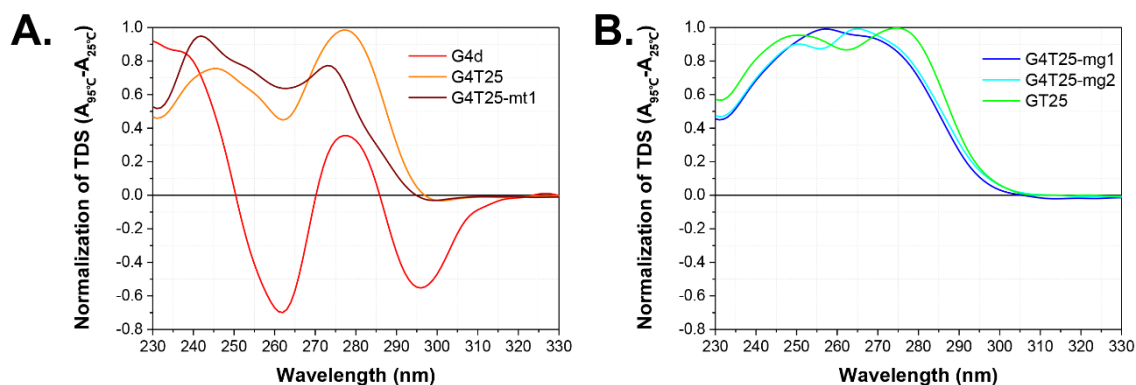 A.
Normalization of TDS (A95℃-A25℃)
1.0
0.8
0.6
0.4
0.2
0.0
-0.2
-0.4
-0.6
-0.8
G4d
G4T25
G4T25-mt1
230 240 250 260 270 280 290 300 310 320 330
Wavelength (nm)
B.
Normalization of TDS (A95℃-A25℃)
1.0
0.8
0.6
0.4
0.2
0.0
-0.2
-0.4
-0.6
-0.8
G4T25-mg1
G4T25-mg2
GT25
230 240 250 260 270 280 290 300 310 320 330
Wavelength (nm)